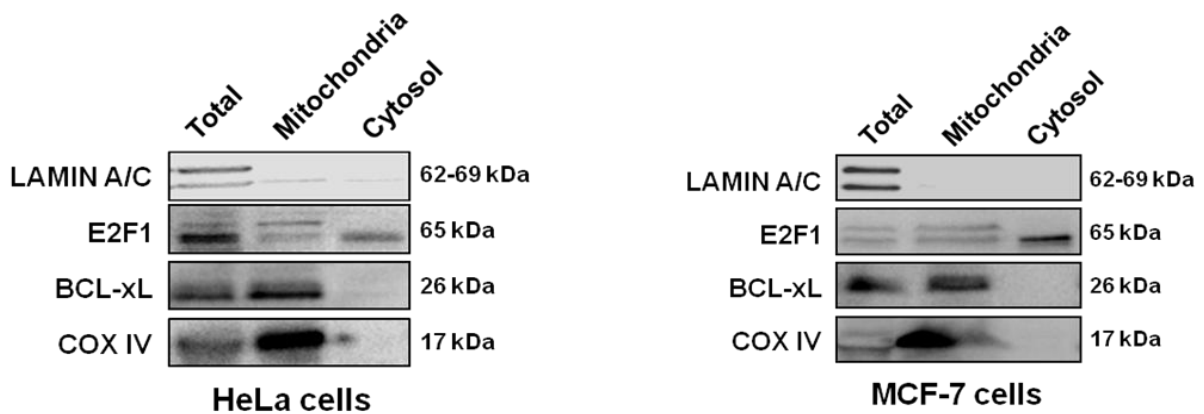 Total Mitochondria Cytosol
LAMIN A/C 62-69 kDa
E2F1 65 kDa
BCL-xL 26 kDa
COX IV 17 kDa
HeLa cells
Total Mitochondria Cytosol
LAMIN A/C 62-69 kDa
E2F1 65 kDa
BCL-xL 26 kDa
COX IV 17 kDa
MCF-7 cells